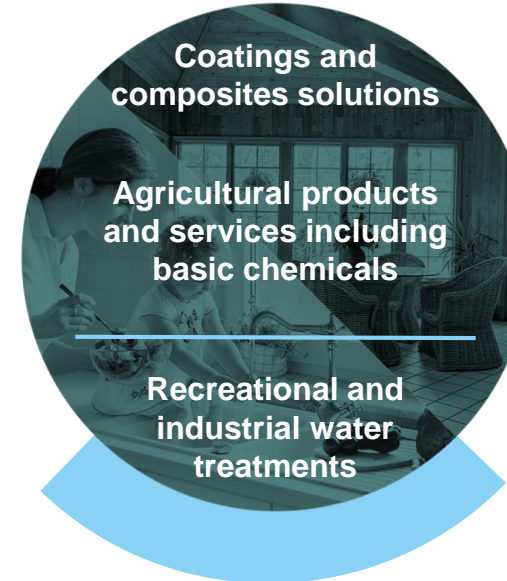 Coatings and
composites solutions
Agricultural products
and services including
basic chemicals
Recreational and
industrial water
treatments